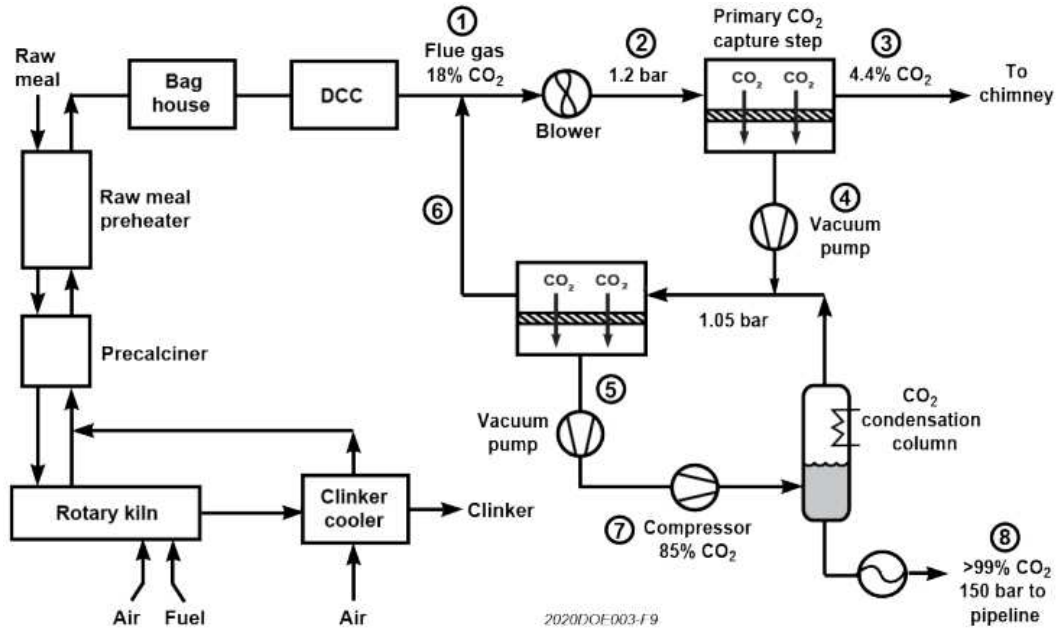 Raw
meal
Bag
house
DCC
①
Flue gas
18% CO₂
Blower
②
1.2 bar
Primary CO₂
capture step
CO₂ CO₂
③
4.4% CO₂
To
chimney
Raw meal
preheater
④
Vacuum
pump
⑥
CO₂ CO₂
1.05 bar
Precalciner
⑤
Vacuum
pump
CO₂
condensation
column
Rotary kiln
Clinker
cooler
Clinker
⑦ Compressor
85% CO₂
⑧
>99% CO₂
150 bar to
pipeline
Air Fuel
Air
2020DOE003-F9